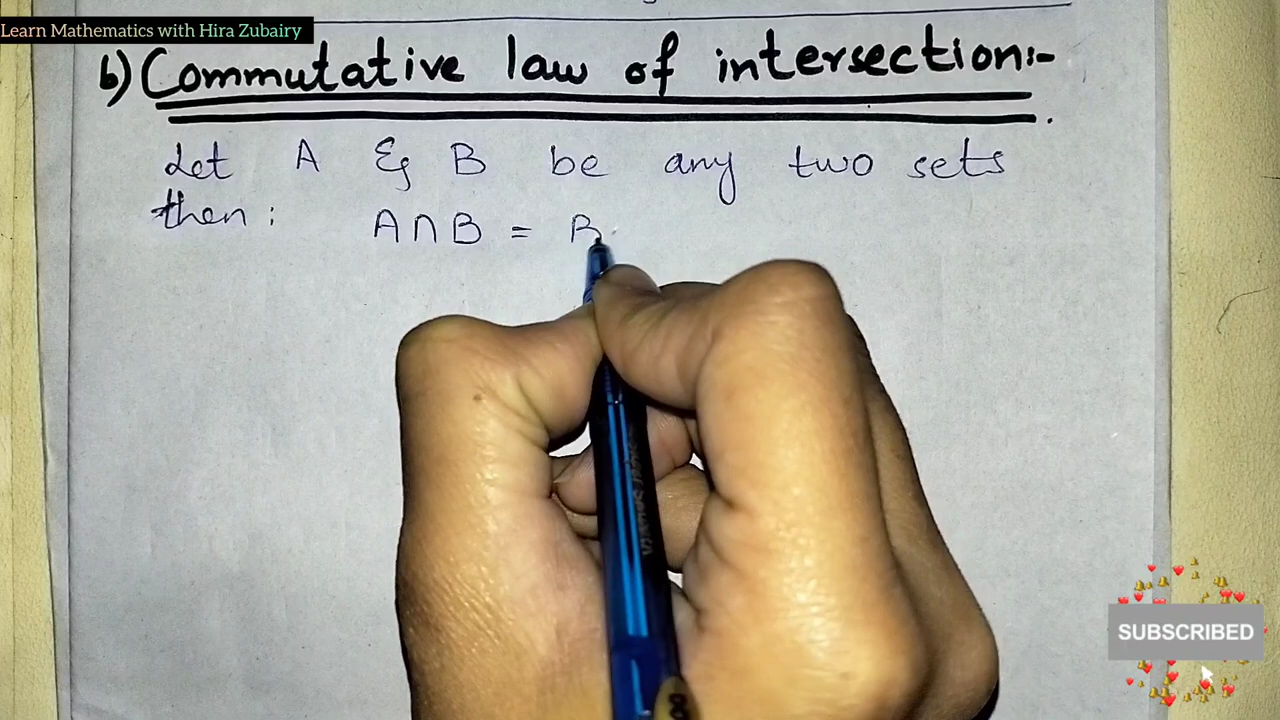 Learn Mathematics with Hira Zubairy
b) Commutative law of intersection:-
Let A & B be any two sets
then: A∩B = B
SUBSCRIBED